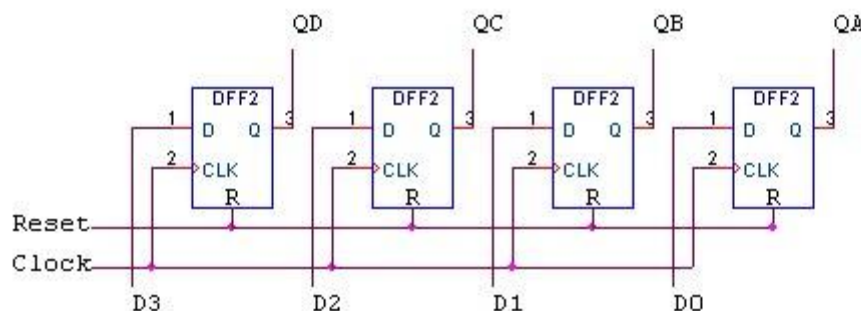 QD QC QB QA
DFF2 DFF2 DFF2 DFF2
1 D Q 3 1 D Q 3 1 D Q 3 1 D Q 3
2 CLK 2 CLK 2 CLK 2 CLK
R R R R
Reset
Clock
D3 D2 D1 D0